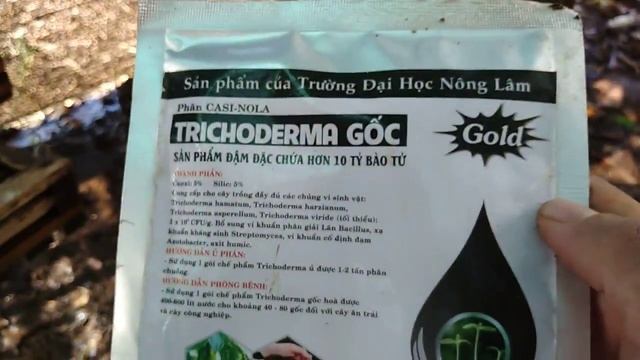 Sản phẩm của Trường Đại Học Nông Lâm
Phân CASI-NOLA
TRICHODERMA GỐC
Gold
SẢN PHẨM ĐẬM ĐẶC CHỨA HƠN 10 TỶ BÀO TỬ
THÀNH PHẦN:
Canxi: 5% Silic: 5%
Cung cấp cho cây trồng đầy đủ các chủng vi sinh vật:
Trichoderma hamatum, Trichoderma harzianum,
Trichoderma asperellum, Trichoderma viride (tối thiểu):
CFU/g. Bổ sung vi khuẩn phân giải Lân Bacillus, xạ
khuẩn kháng sinh Streptomyces, vi khuẩn cố định đạm
Azotobacter, axit humic.
HƯỚNG DẪN Ủ PHÂN:
- Sử dụng 1 gói chế phẩm Trichoderma ủ được 1-2 tấn phân
chuồng.
HƯỚNG DẪN PHÒNG BỆNH:
- Sử dụng 1 gói chế phẩm Trichoderma gốc hoà được
400-600 lít nước cho khoảng 40 - 80 gốc đối với cây ăn trái
và cây công nghiệp.